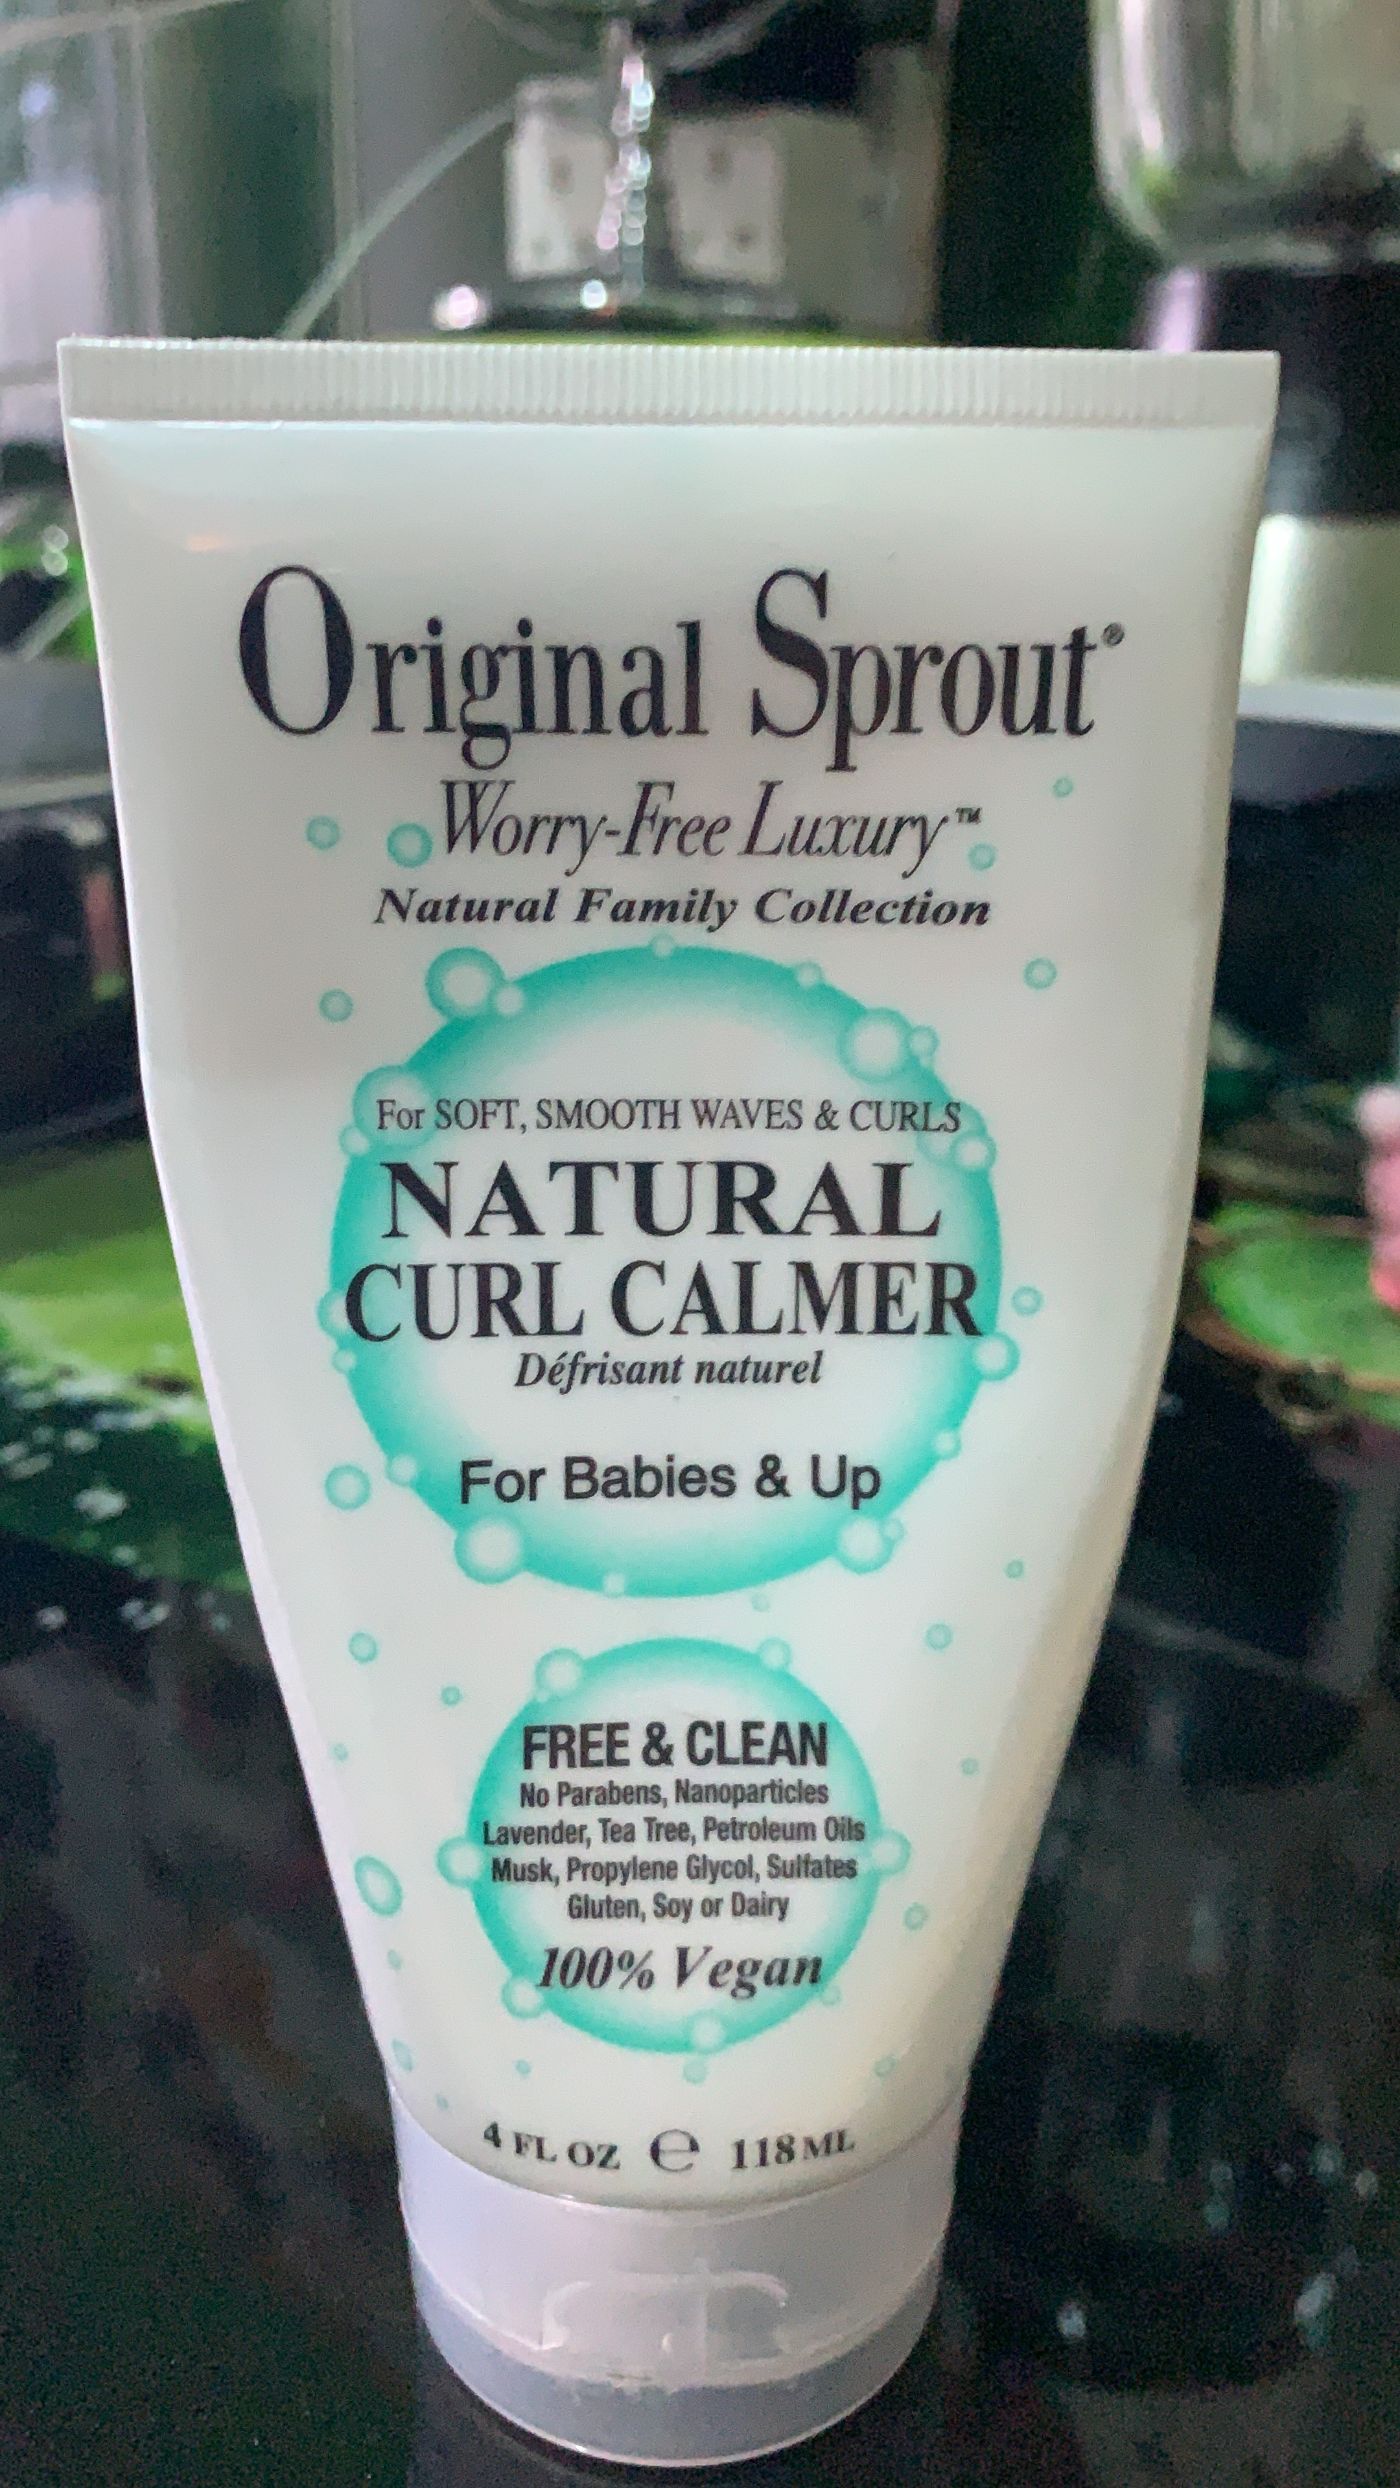 Original Sprout®
Worry-Free Luxury™
Natural Family Collection
For SOFT, SMOOTH WAVES & CURLS
NATURAL
CURL CALMER
Défrisant naturel
For Babies & Up
FREE & CLEAN
No Parabens, Nanoparticles
Lavender, Tea Tree, Petroleum Oils
Musk, Propylene Glycol, Sulfates
Gluten, Soy or Dairy
100% Vegan
4 FL OZ ℮ 118 ML